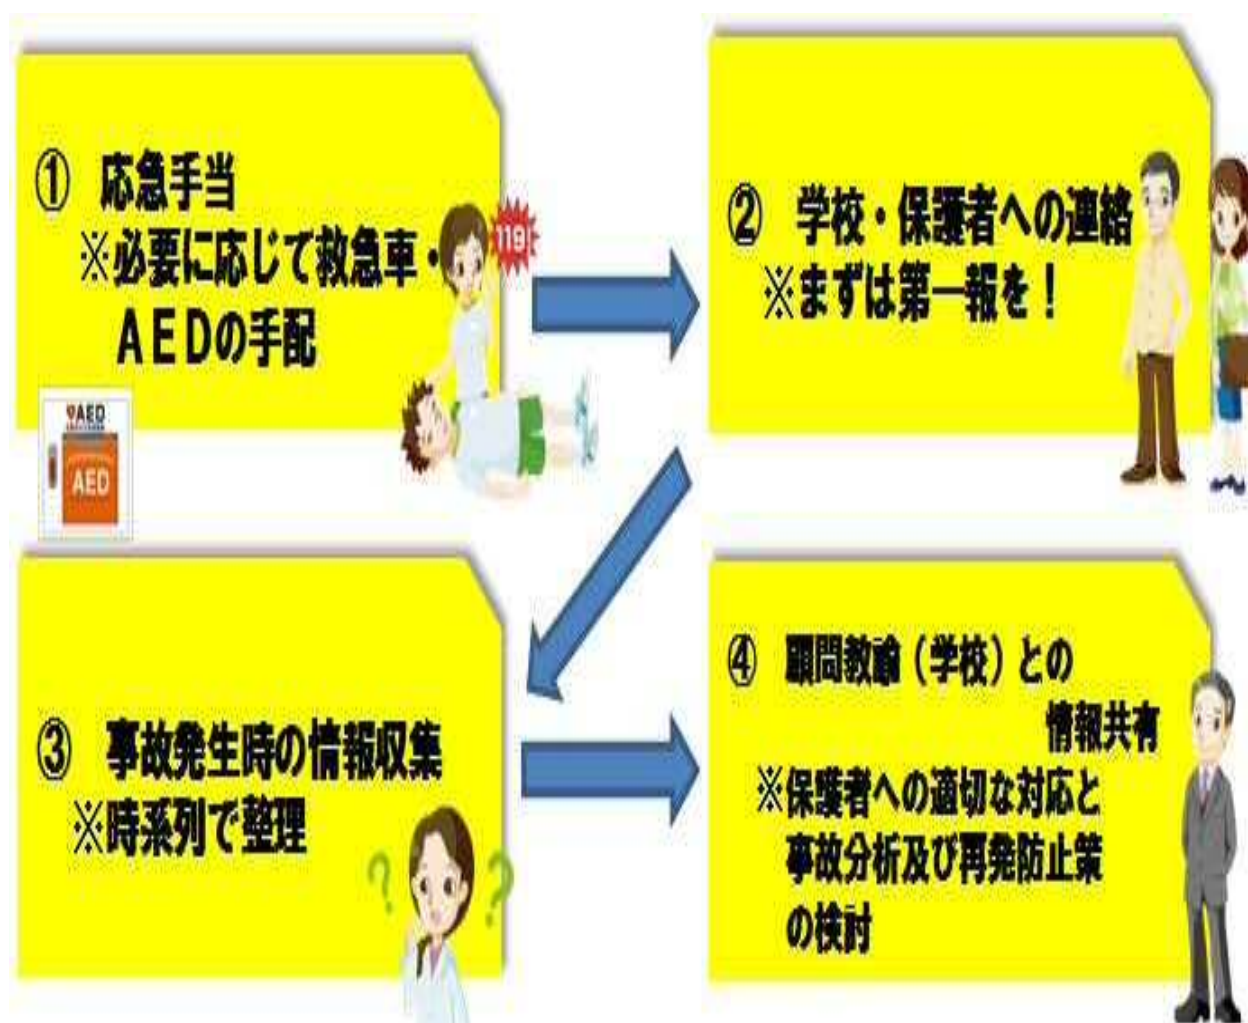 ① 応急手当
※必要に応じて救急車・
AEDの手配
119!
AED
AED
② 学校・保護者への連絡
※まずは第一報を！
③ 事故発生時の情報収集
※時系列で整理
? ?
④ 顧問教諭（学校）との
情報共有
※保護者への適切な対応と
事故分析及び再発防止策
の検討